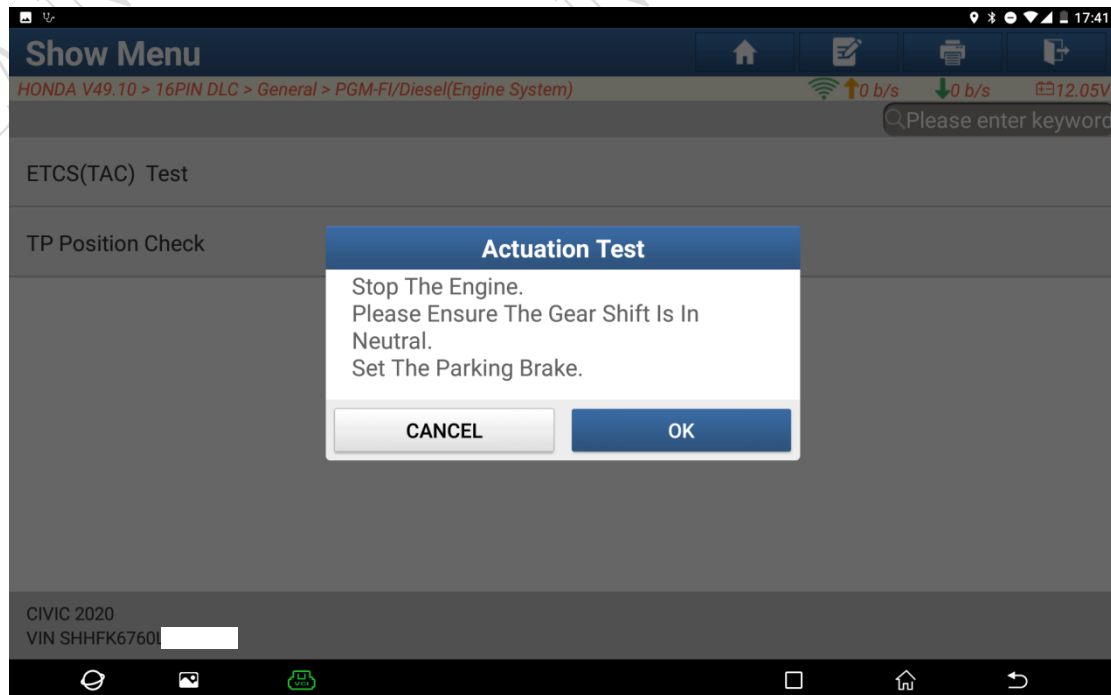 17:41
Show Menu
HONDA V49.10 > 16PIN DLC > General > PGM-FI/Diesel(Engine System)
0 b/s
0 b/s
12.05V
Please enter keyword
ETCS(TAC) Test
TP Position Check
Actuation Test
Stop The Engine.
Please Ensure The Gear Shift Is In
Neutral.
Set The Parking Brake.
CANCEL
OK
CIVIC 2020
VIN SHHFK6760L
VCI